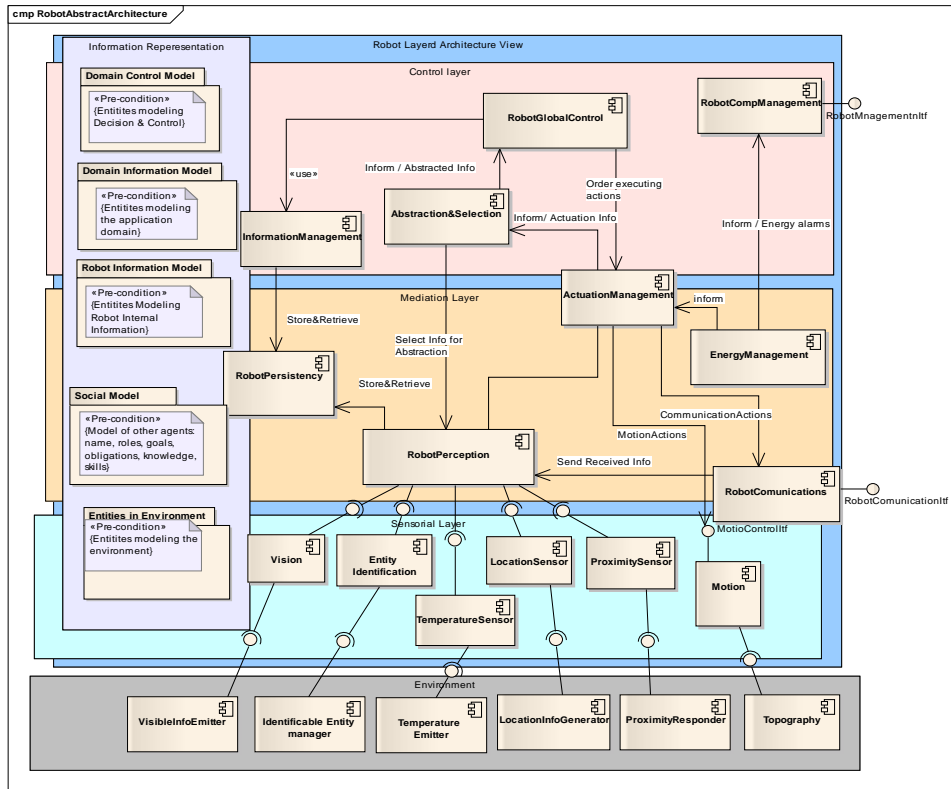 cmp RobotAbstractArchitecture
Information Reperesentation
Robot Layerd Architecture View
Control layer
Domain Control Model
«Pre-condition»
{Entitites modeling
Decision & Control}
RobotGlobalControl
RobotCompManagement
RobotMnagementnItf
«use»
Inform / Abstracted Info
Order executing
actions
Domain Information Model
«Pre-condition»
{Entitites modeling
the application
domain}
InformationManagement
Abstraction&Selection
Inform/ Actuation Info
Inform / Energy alarms
Robot Information Model
«Pre-condition»
{Entitites Modeling
Robot Internal
Information}
Mediation Layer
ActuationManagement
inform
EnergyManagement
Store&Retrieve
Select Info for
Abstraction
RobotPersistency
Store&Retrieve
Social Model
«Pre-condition»
{Model of other agents:
name, roles, goals,
obligations, knowledge,
skills}
CommunicationActions
MotionActions
RobotPerception
Send Received Info
RobotComunications
RobotComunicationItf
Entities in Environment
«Pre-condition»
{Entitites modeling the
environment}
Sensorial Layer
MotioControlItf
Vision
Entity
Identification
TemperatureSensor
LocationSensor
ProximitySensor
Motion
Environment
VisibleInfoEmitter
Identificable Entity
manager
Temperature
Emitter
LocationInfoGenerator
ProximityResponder
Topography